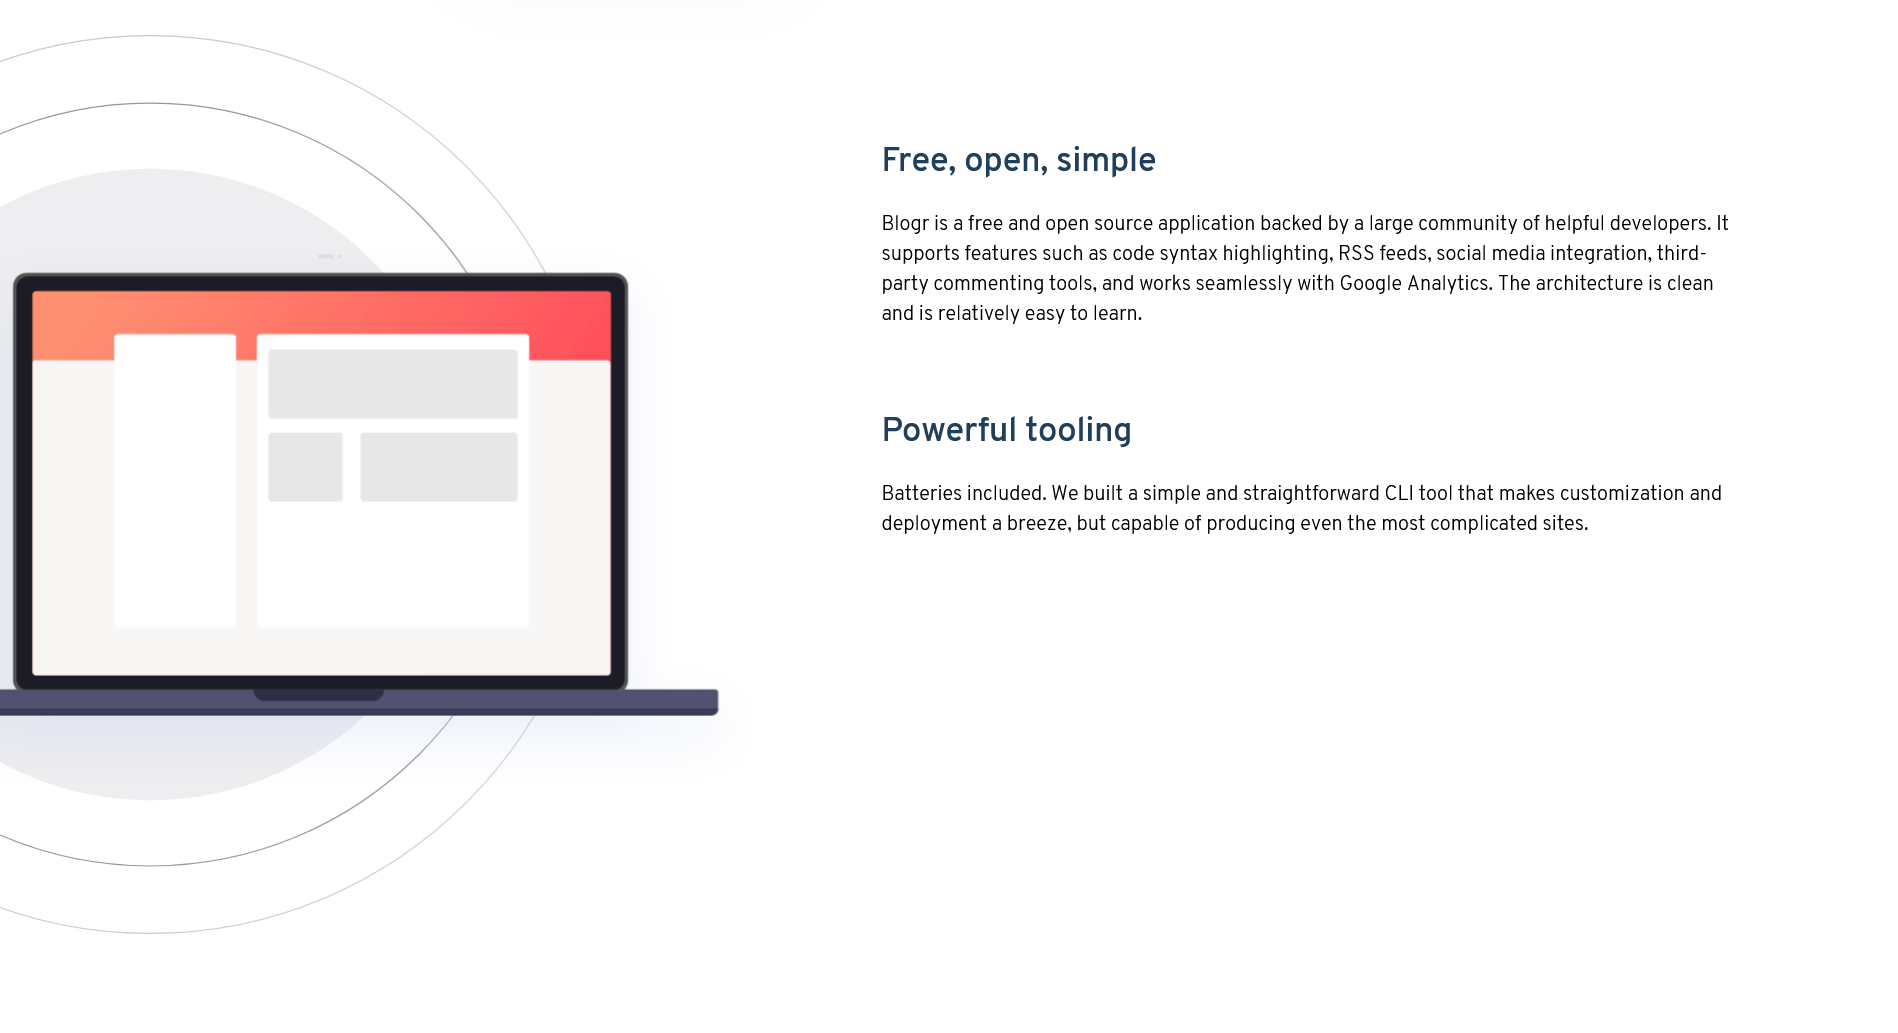 Free, open, simple
Blogr is a free and open source application backed by a large community of helpful developers. It
supports features such as code syntax highlighting, RSS feeds, social media integration, third-
party commenting tools, and works seamlessly with Google Analytics. The architecture is clean
and is relatively easy to learn.
Powerful tooling
Batteries included. We built a simple and straightforward CLI tool that makes customization and
deployment a breeze, but capable of producing even the most complicated sites.